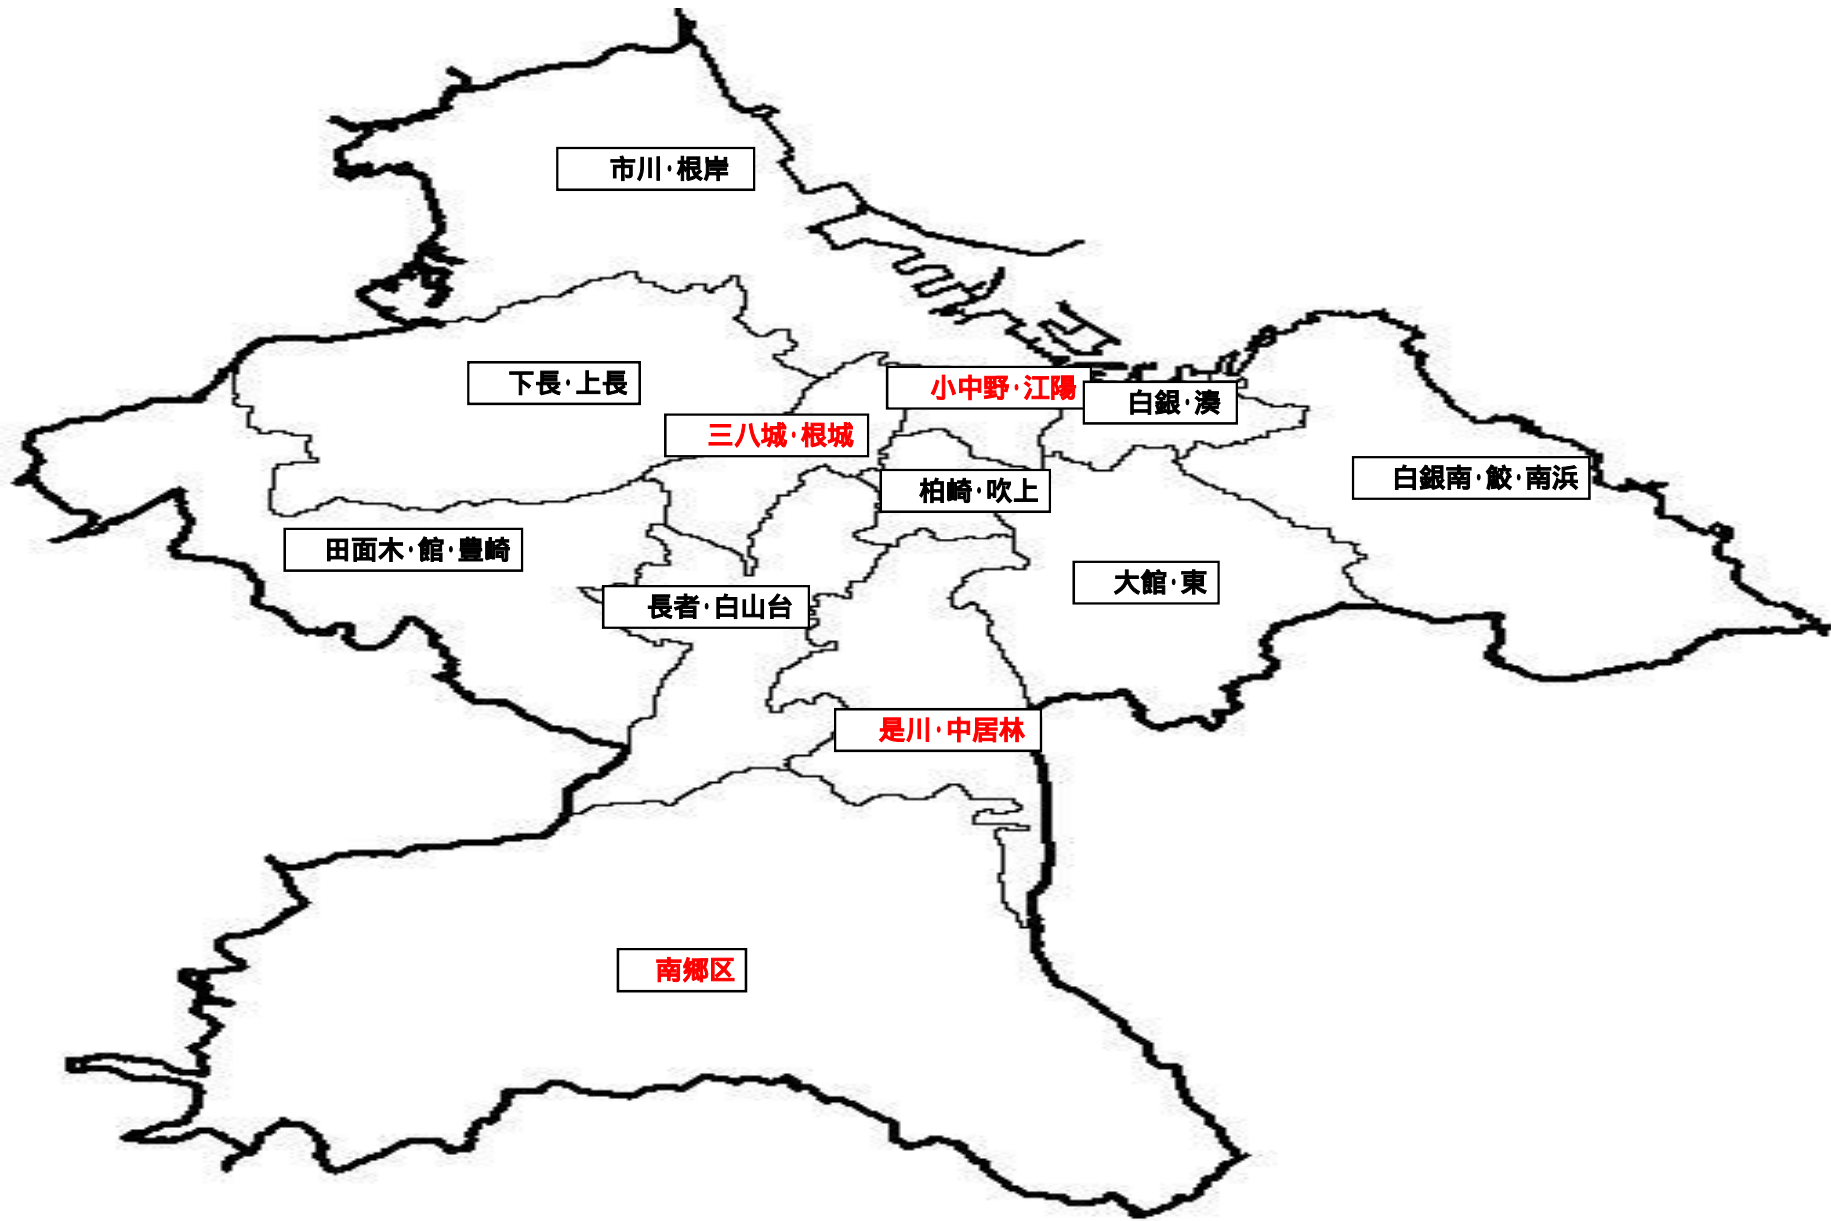 市川・根岸
下長・上長
小中野・江陽
白銀・湊
三八城・根城
白銀南・鮫・南浜
柏崎・吹上
田面木・館・豊崎
大館・東
長者・白山台
是川・中居林
南郷区